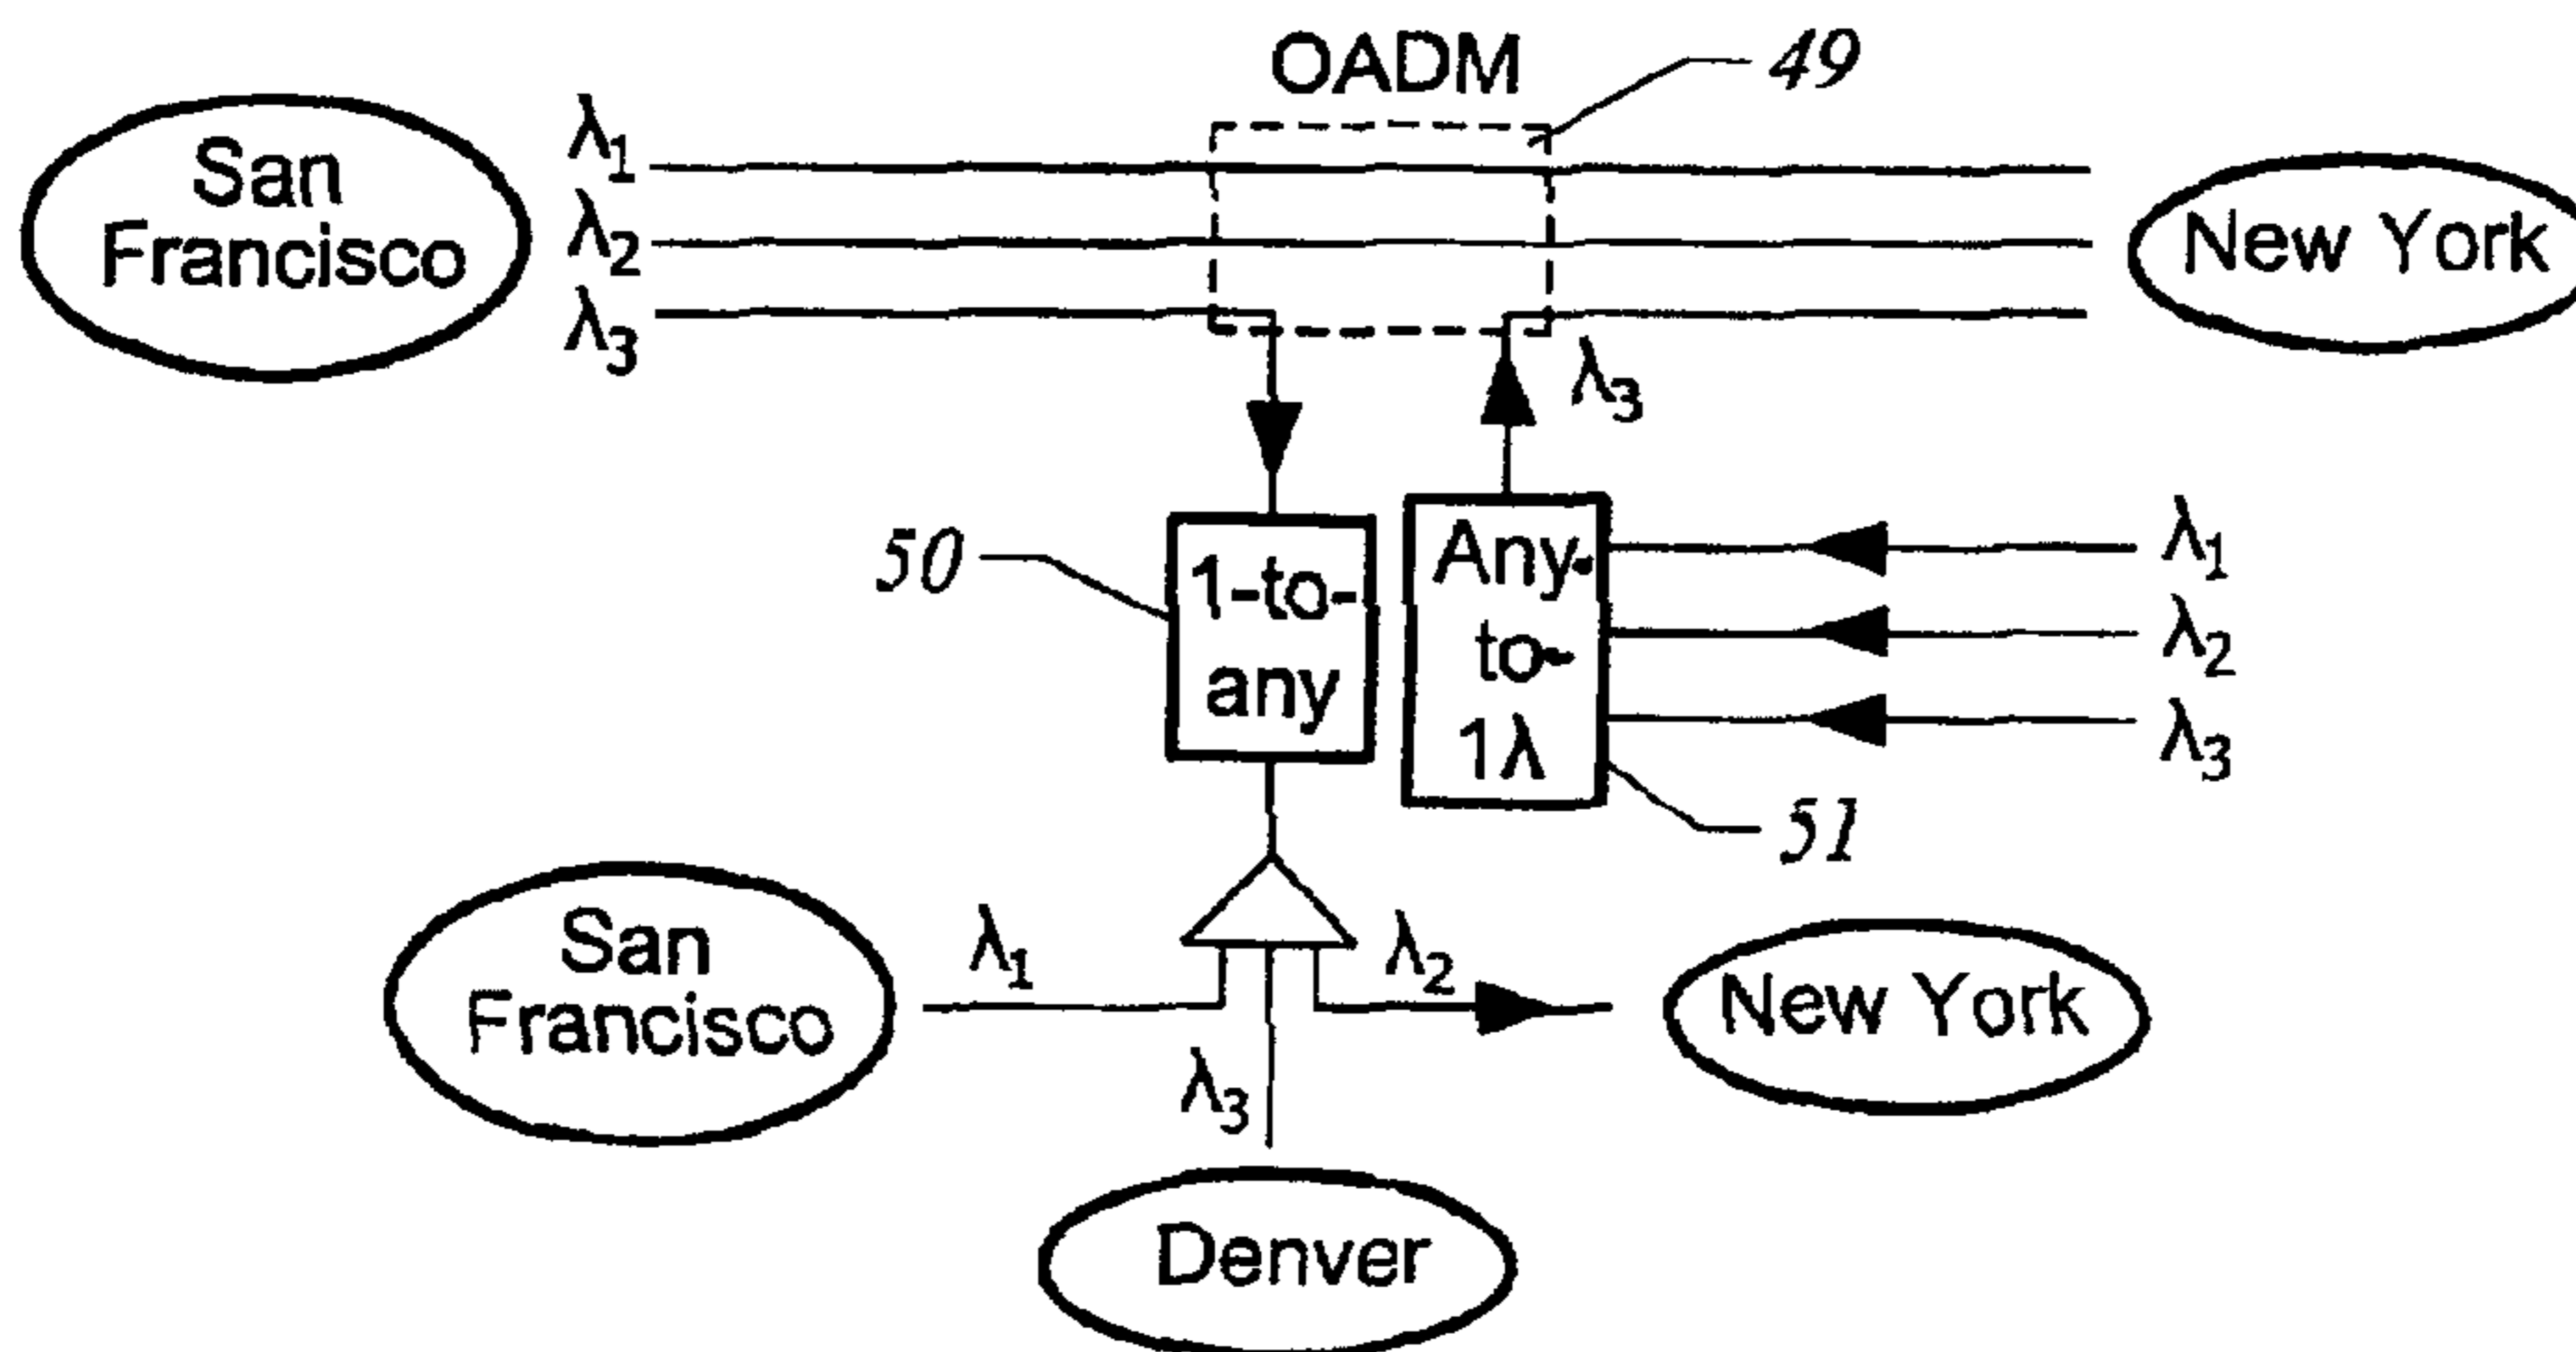 OADM
49
San
Francisco
λ1
λ2
λ3
New York
λ3
50
1-to-
any
Any-
to-
1λ
λ1
λ2
λ3
51
San
Francisco
λ1
λ2
New York
λ3
Denver